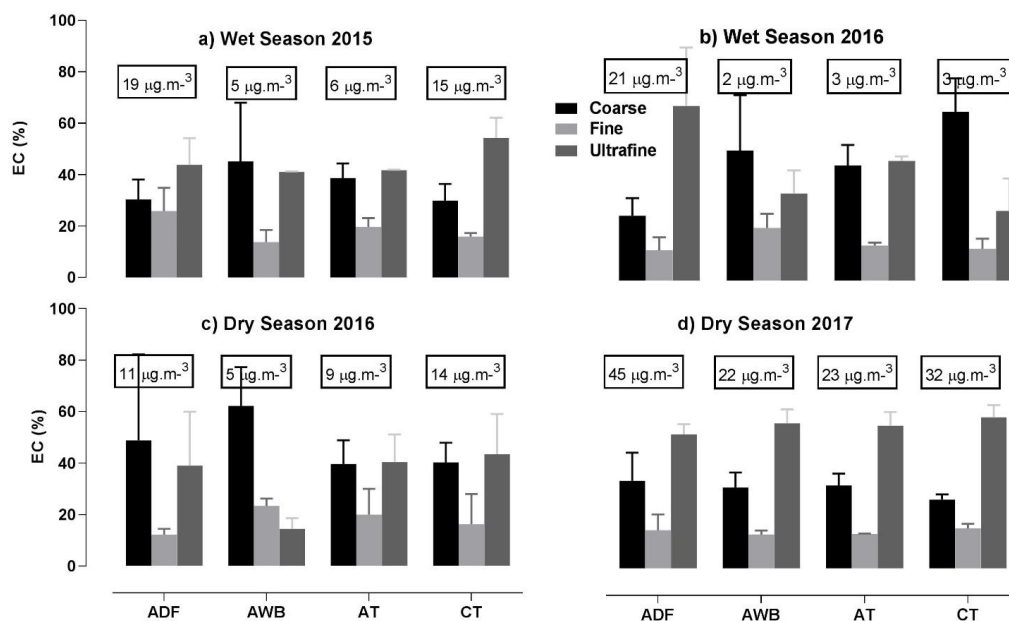 a) Wet Season 2015
19 μg.m-³
5 μg.m-³
6 μg.m-³
15 μg.m-³
EC (%)
100
80
60
40
20
0
b) Wet Season 2016
21 μg.m-³
2 μg.m-³
3 μg.m-³
3 μg.m-³
Coarse
Fine
Ultrafine
c) Dry Season 2016
11 μg.m-³
5 μg.m-³
9 μg.m-³
14 μg.m-³
EC (%)
100
80
60
40
20
0
ADF AWB AT CT
d) Dry Season 2017
45 μg.m-³
22 μg.m-³
23 μg.m-³
32 μg.m-³
ADF AWB AT CT